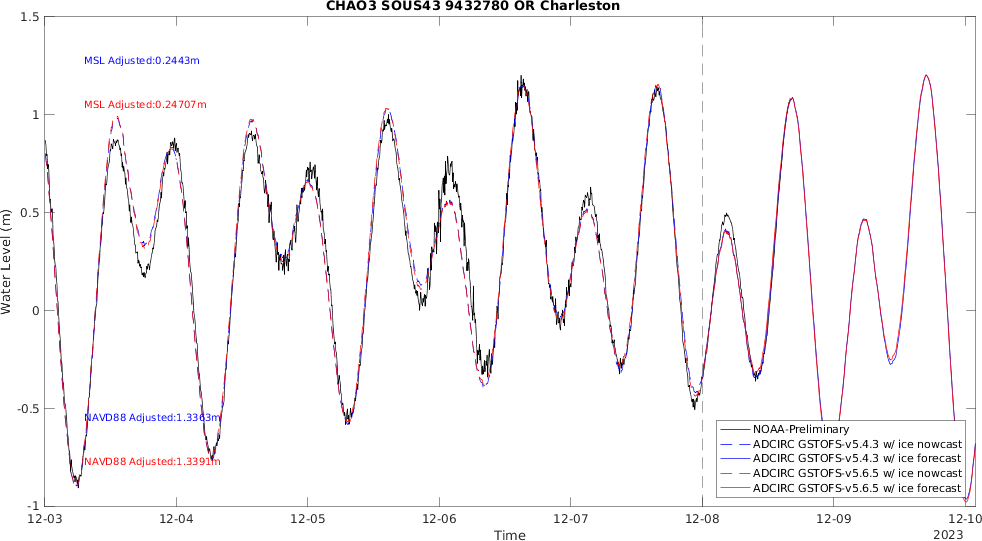 CHAO3 SOUS43 9432780 OR Charleston
1.5
MSL Adjusted:0.2443m
MSL Adjusted:0.24707m
1
0.5
Water Level (m)
0
-0.5
NAVD88 Adjusted:1.3363m
NAVD88 Adjusted:1.3391m
-1
NOAA-Preliminary
ADCIRC GSTOFS-v5.4.3 w/ ice nowcast
ADCIRC GSTOFS-v5.4.3 w/ ice forecast
ADCIRC GSTOFS-v5.6.5 w/ ice nowcast
ADCIRC GSTOFS-v5.6.5 w/ ice forecast
12-03 12-04 12-05 12-06 12-07 12-08 12-09 12-10
Time
2023